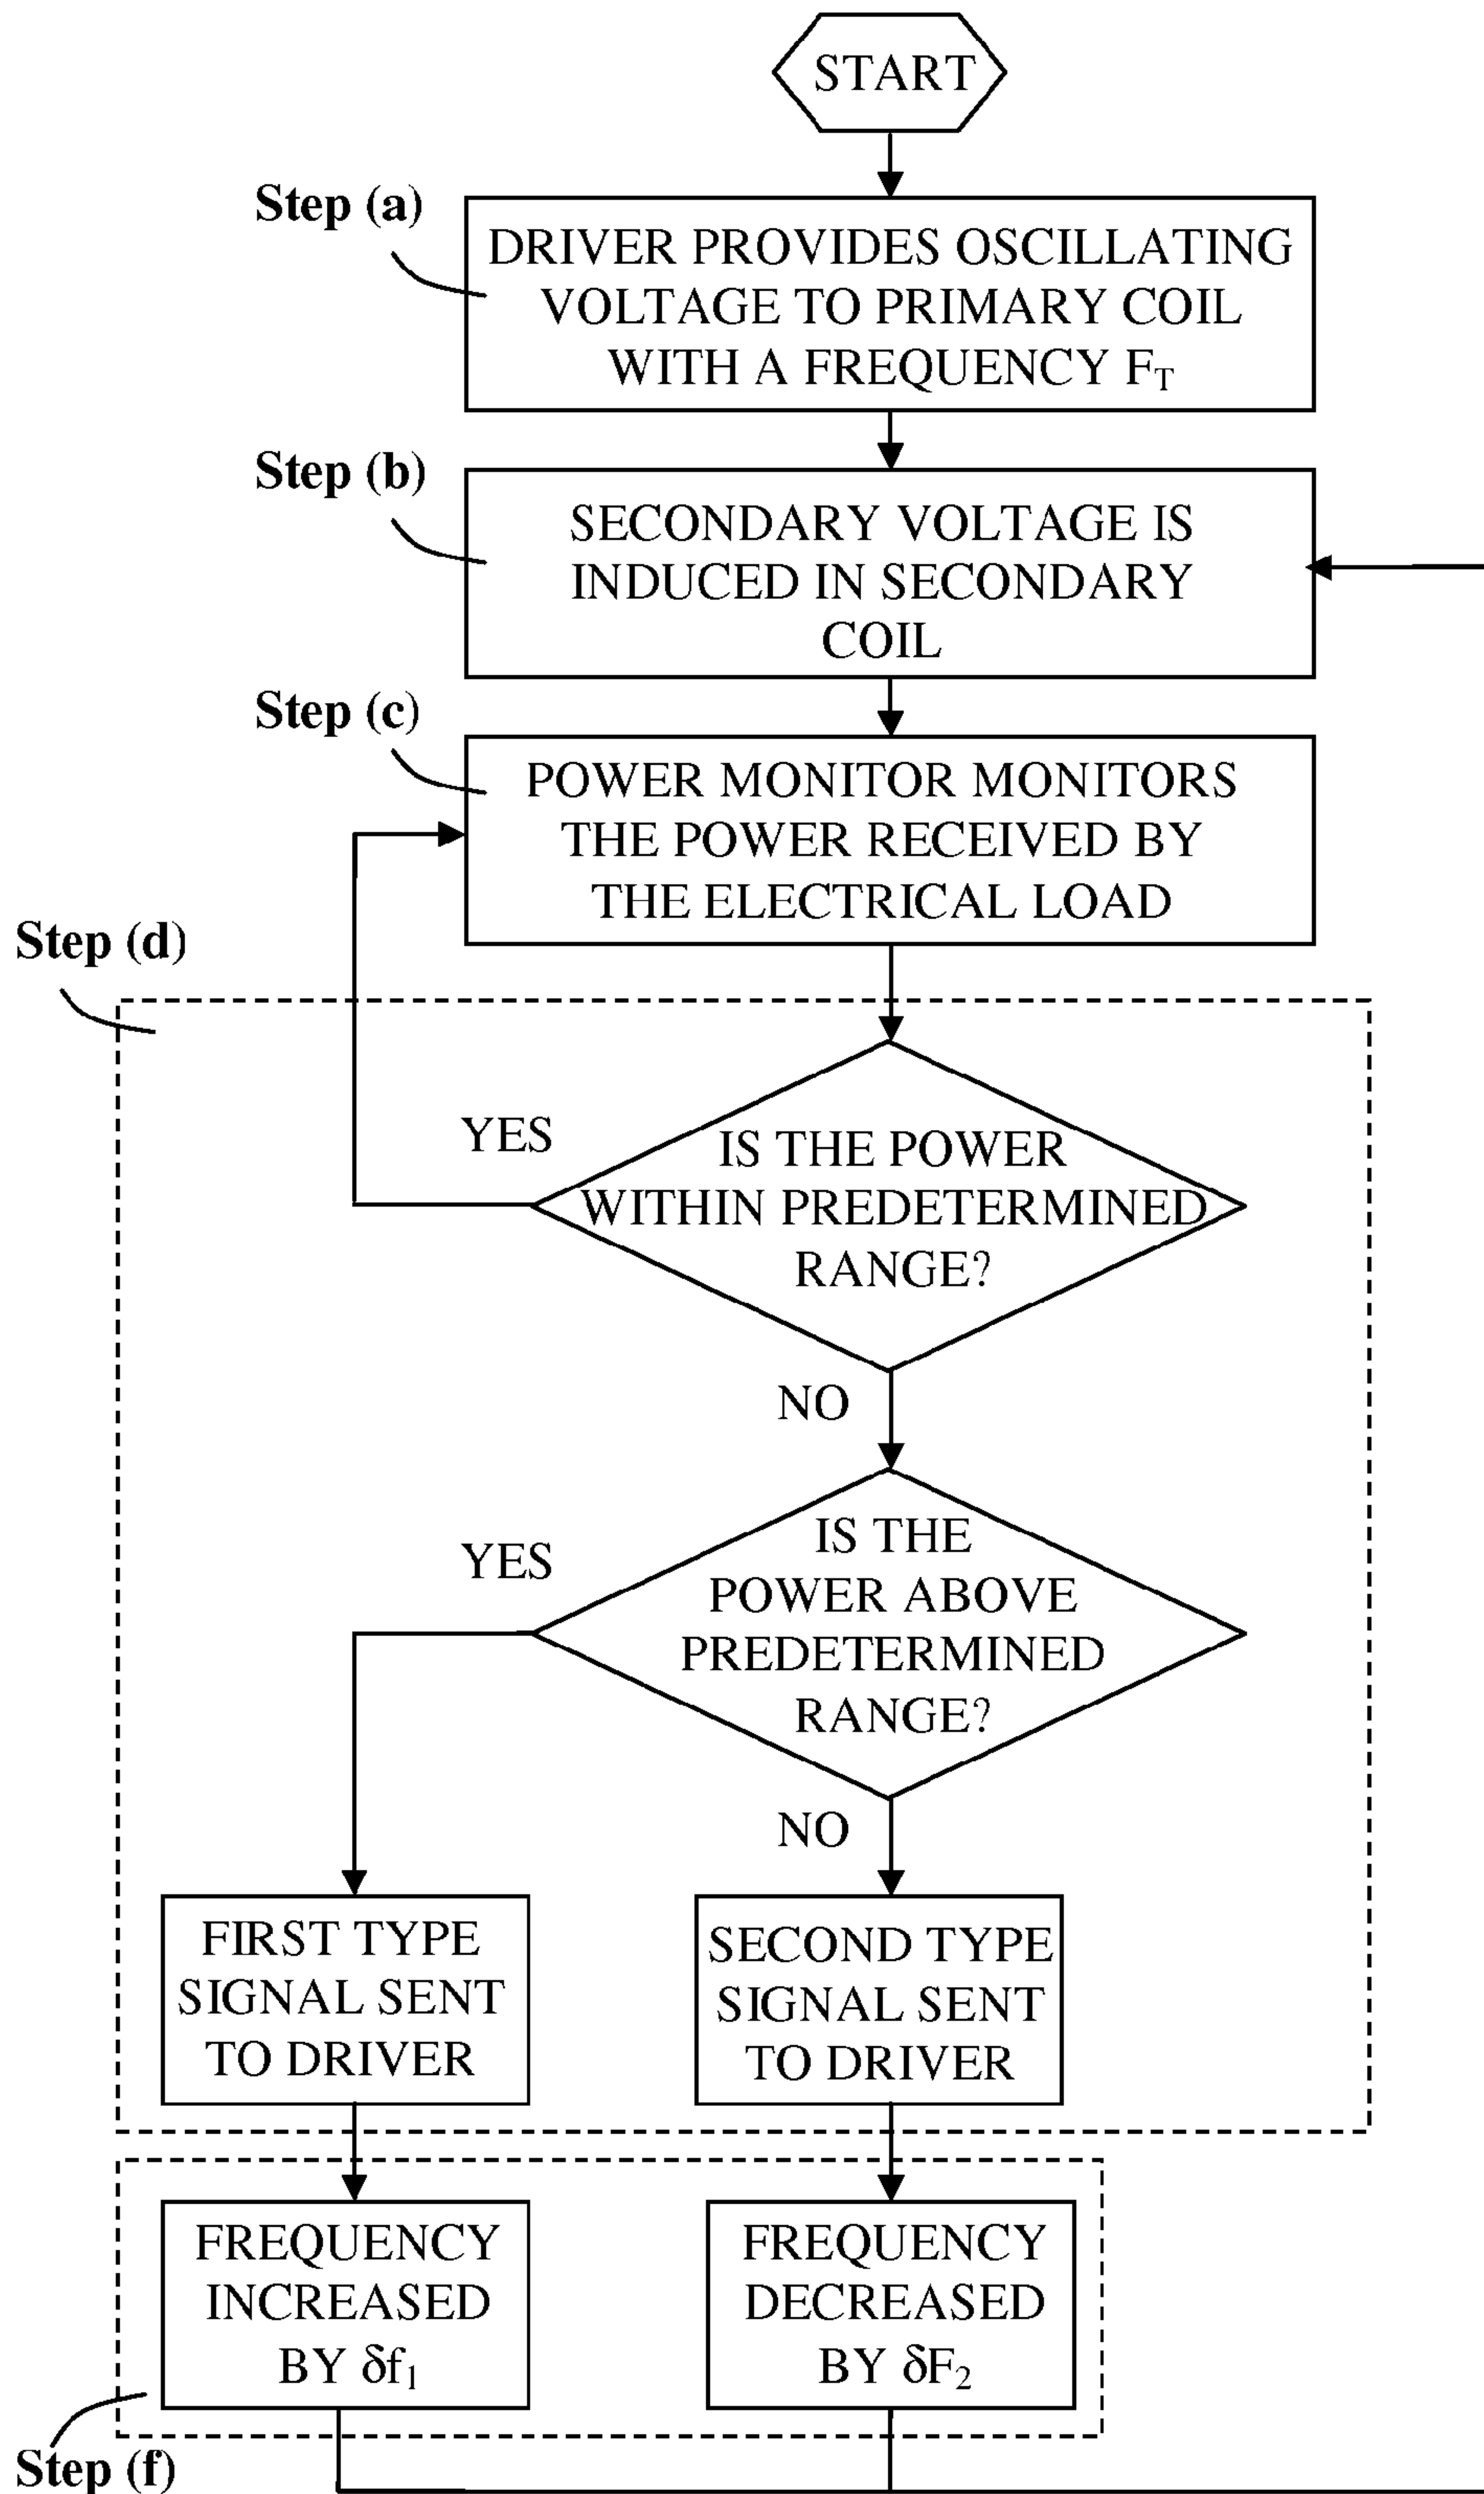 START
Step (a)
DRIVER PROVIDES OSCILLATING
VOLTAGE TO PRIMARY COIL
WITH A FREQUENCY F_T
Step (b)
SECONDARY VOLTAGE IS
INDUCED IN SECONDARY
COIL
Step (c)
POWER MONITOR MONITORS
THE POWER RECEIVED BY
THE ELECTRICAL LOAD
Step (d)
YES
IS THE POWER
WITHIN PREDETERMINED
RANGE?
NO
YES
IS THE
POWER ABOVE
PREDETERMINED
RANGE?
NO
FIRST TYPE
SIGNAL SENT
TO DRIVER
SECOND TYPE
SIGNAL SENT
TO DRIVER
FREQUENCY
INCREASED
BY δf₁
FREQUENCY
DECREASED
BY δF₂
Step (f)